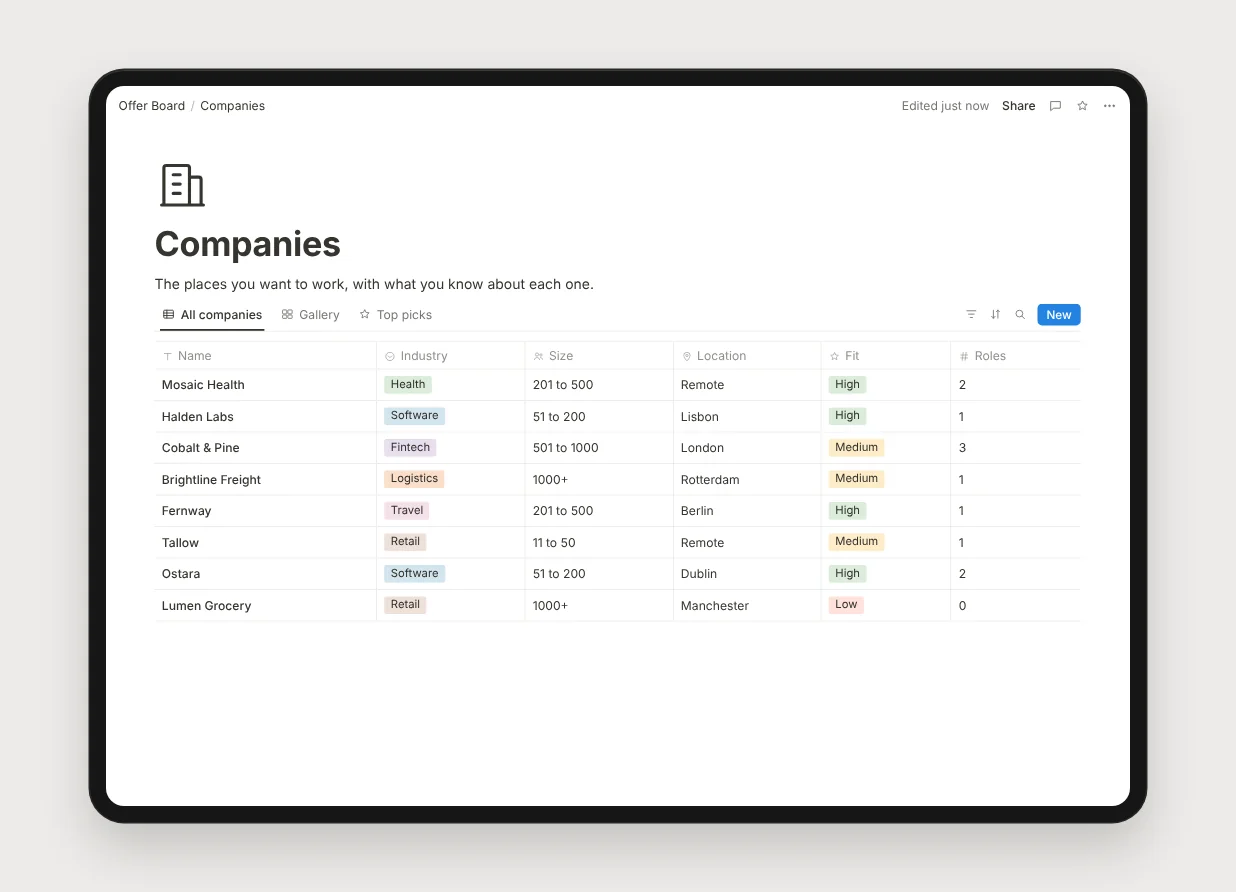 Offer Board / Companies
Edited just now Share
Companies
The places you want to work, with what you know about each one.
All companies Gallery Top picks New
Name Industry Size Location Fit # Roles
Mosaic Health Health 201 to 500 Remote High 2
Halden Labs Software 51 to 200 Lisbon High 1
Cobalt & Pine Fintech 501 to 1000 London Medium 3
Brightline Freight Logistics 1000+ Rotterdam Medium 1
Fernway Travel 201 to 500 Berlin High 1
Tallow Retail 11 to 50 Remote Medium 1
Ostara Software 51 to 200 Dublin High 2
Lumen Grocery Retail 1000+ Manchester Low 0